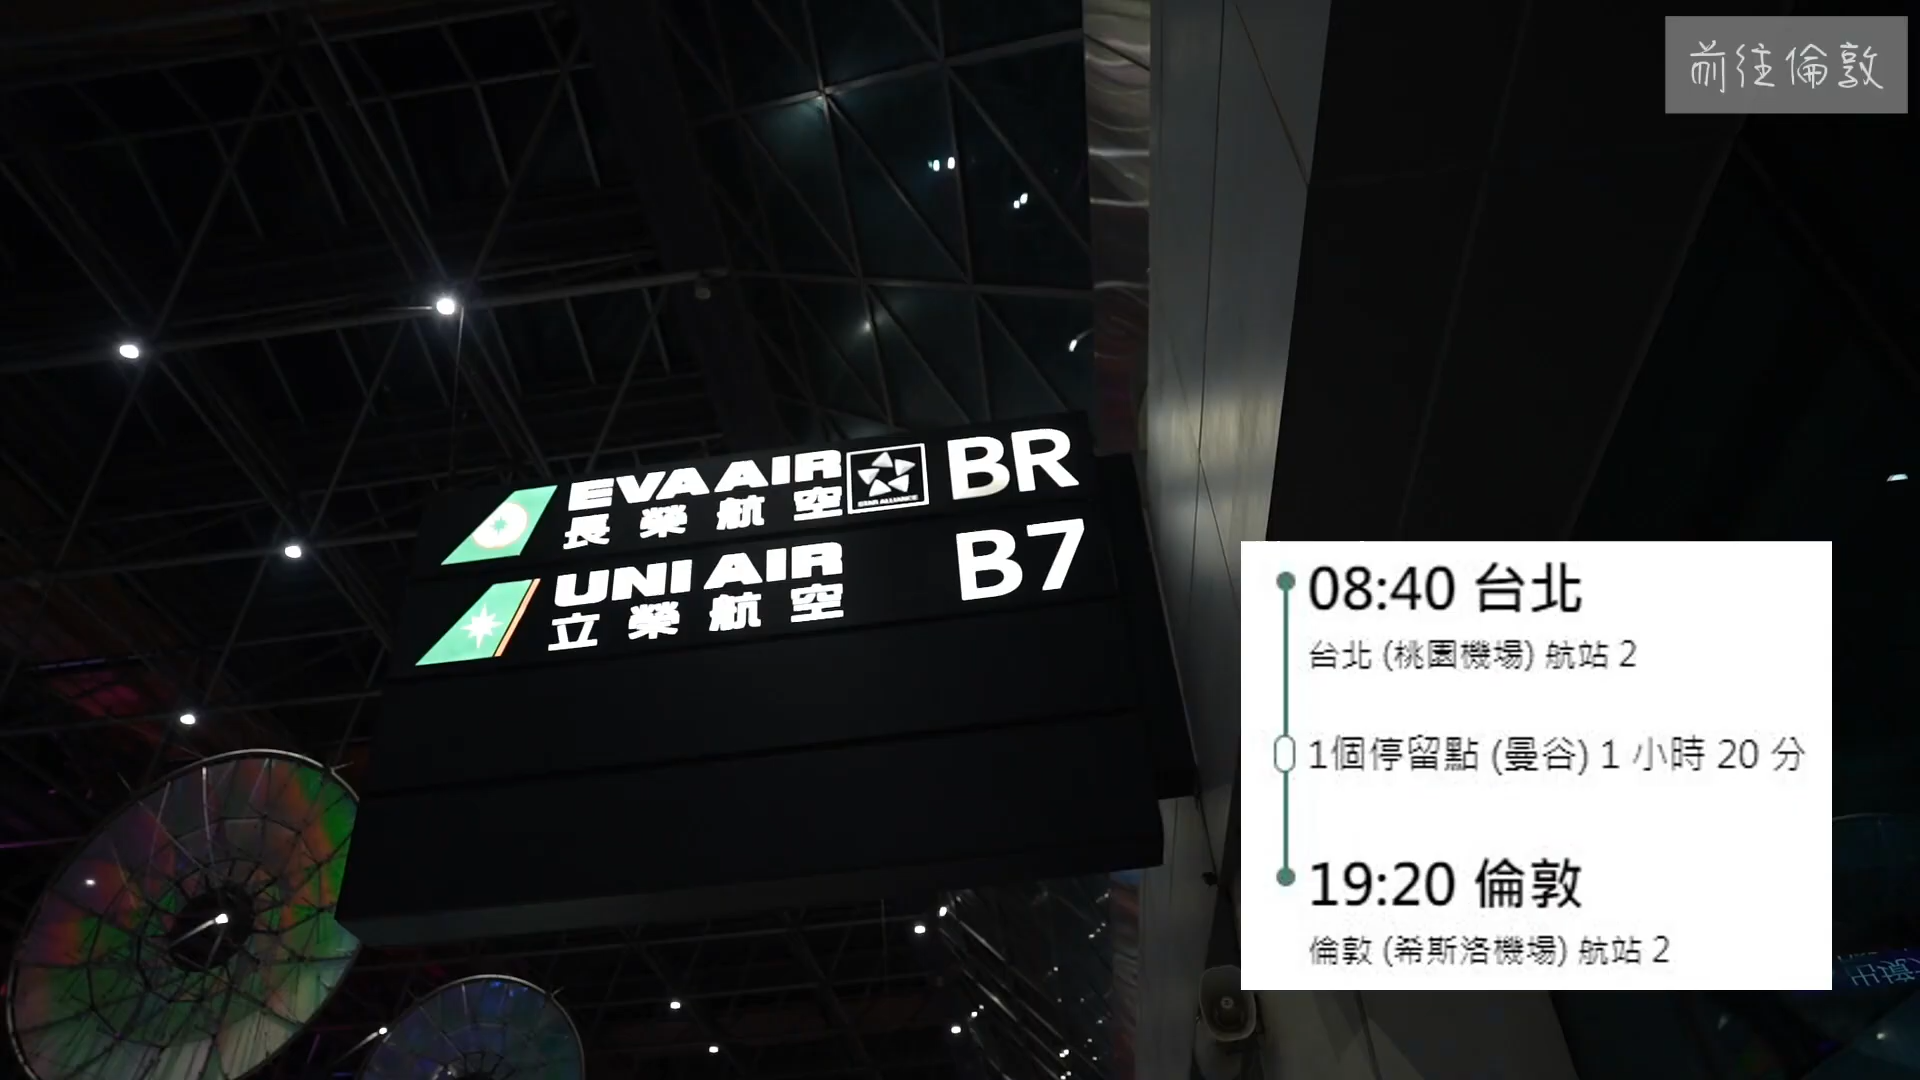 前往倫敦
EVA AIR
長榮航空
STAR ALLIANCE
BR
UNI AIR
立榮航空
B7
08:40 台北
台北 (桃園機場) 航站 2
1個停留點 (曼谷) 1 小時 20 分
19:20 倫敦
倫敦 (希斯洛機場) 航站 2